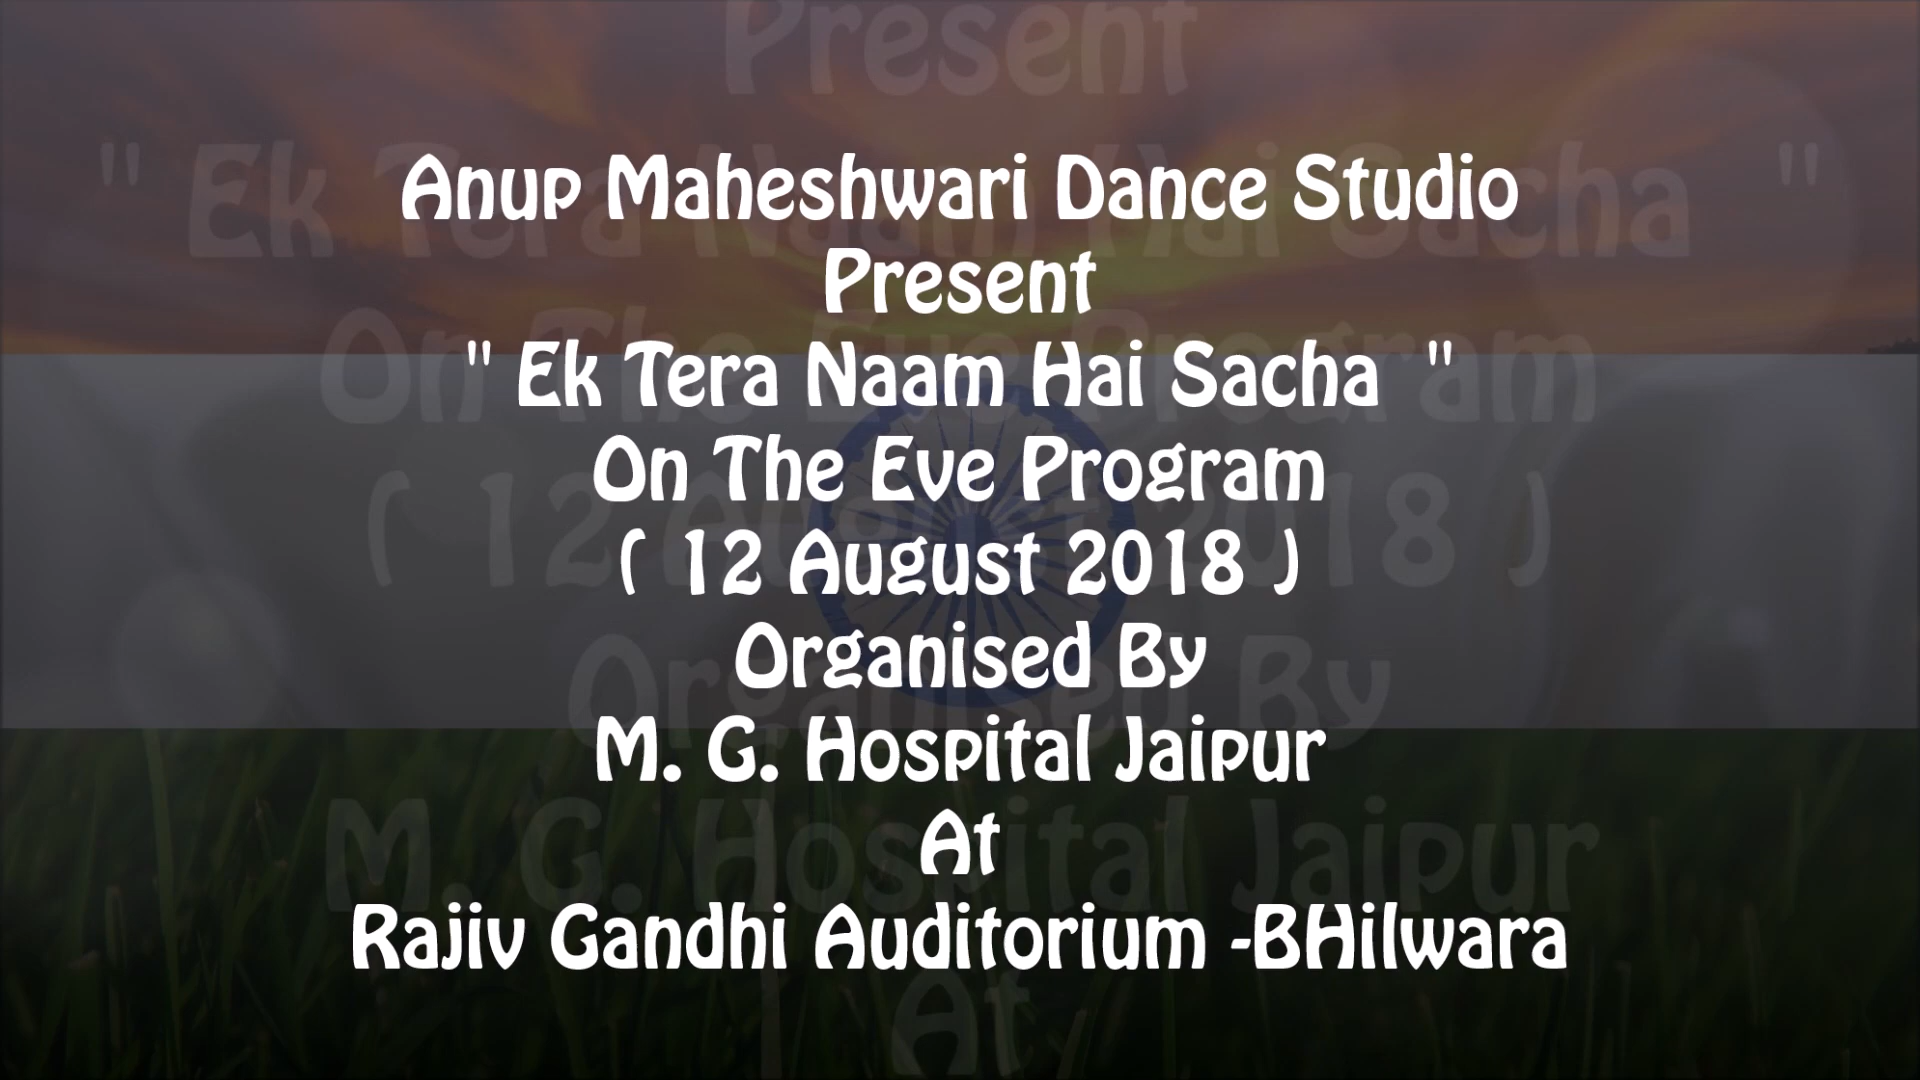 Anup Maheshwari Dance Studio
Present
" Ek Tera Naam Hai Sacha  "
On The Eve Program
( 12 August 2018 )
Organised By
M. G. Hospital Jaipur
At
Rajiv Gandhi Auditorium -BHilwara